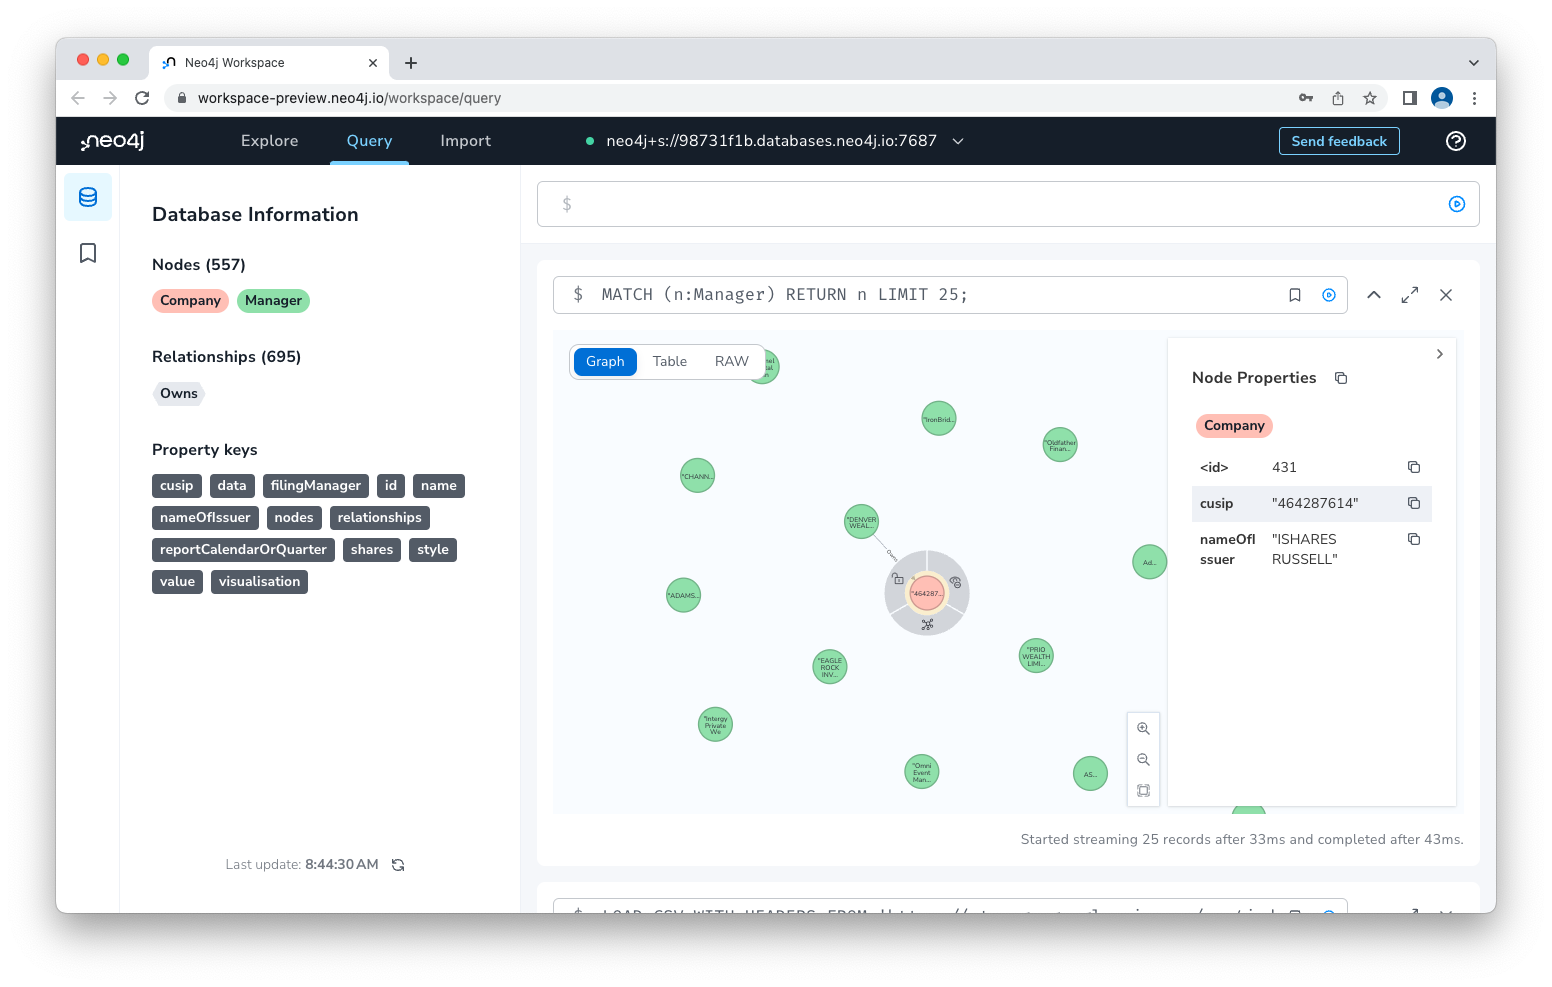 Neo4j Workspace
workspace-preview.neo4j.io/workspace/query
neo4j
Explore
Query
Import
neo4j+s://98731f1b.databases.neo4j.io:7687
Send feedback
Database Information
Nodes (557)
Company Manager
Relationships (695)
Owns
Property keys
cusip data filingManager id name
nameOfIssuer nodes relationships
reportCalendarOrQuarter shares style
value visualisation
Last update: 8:44:30 AM
$
$ MATCH (n:Manager) RETURN n LIMIT 25;
Graph Table RAW
"IronBrid...
"Oldfather
Finan...
"CHANN...
"DENVER
WEAL...
Owns
Ad...
"464287...
"ADAMS...
"PRIO
WEALTH
LIMI...
"EAGLE
ROCK
INV...
"Intergy
Private
We
"Omni
Event
Man...
AS...
Node Properties
Company
<id> 431
cusip "464287614"
nameOfI "ISHARES
ssuer RUSSELL"
Started streaming 25 records after 33ms and completed after 43ms.
$ LOAD CSV WITH HEADERS FROM